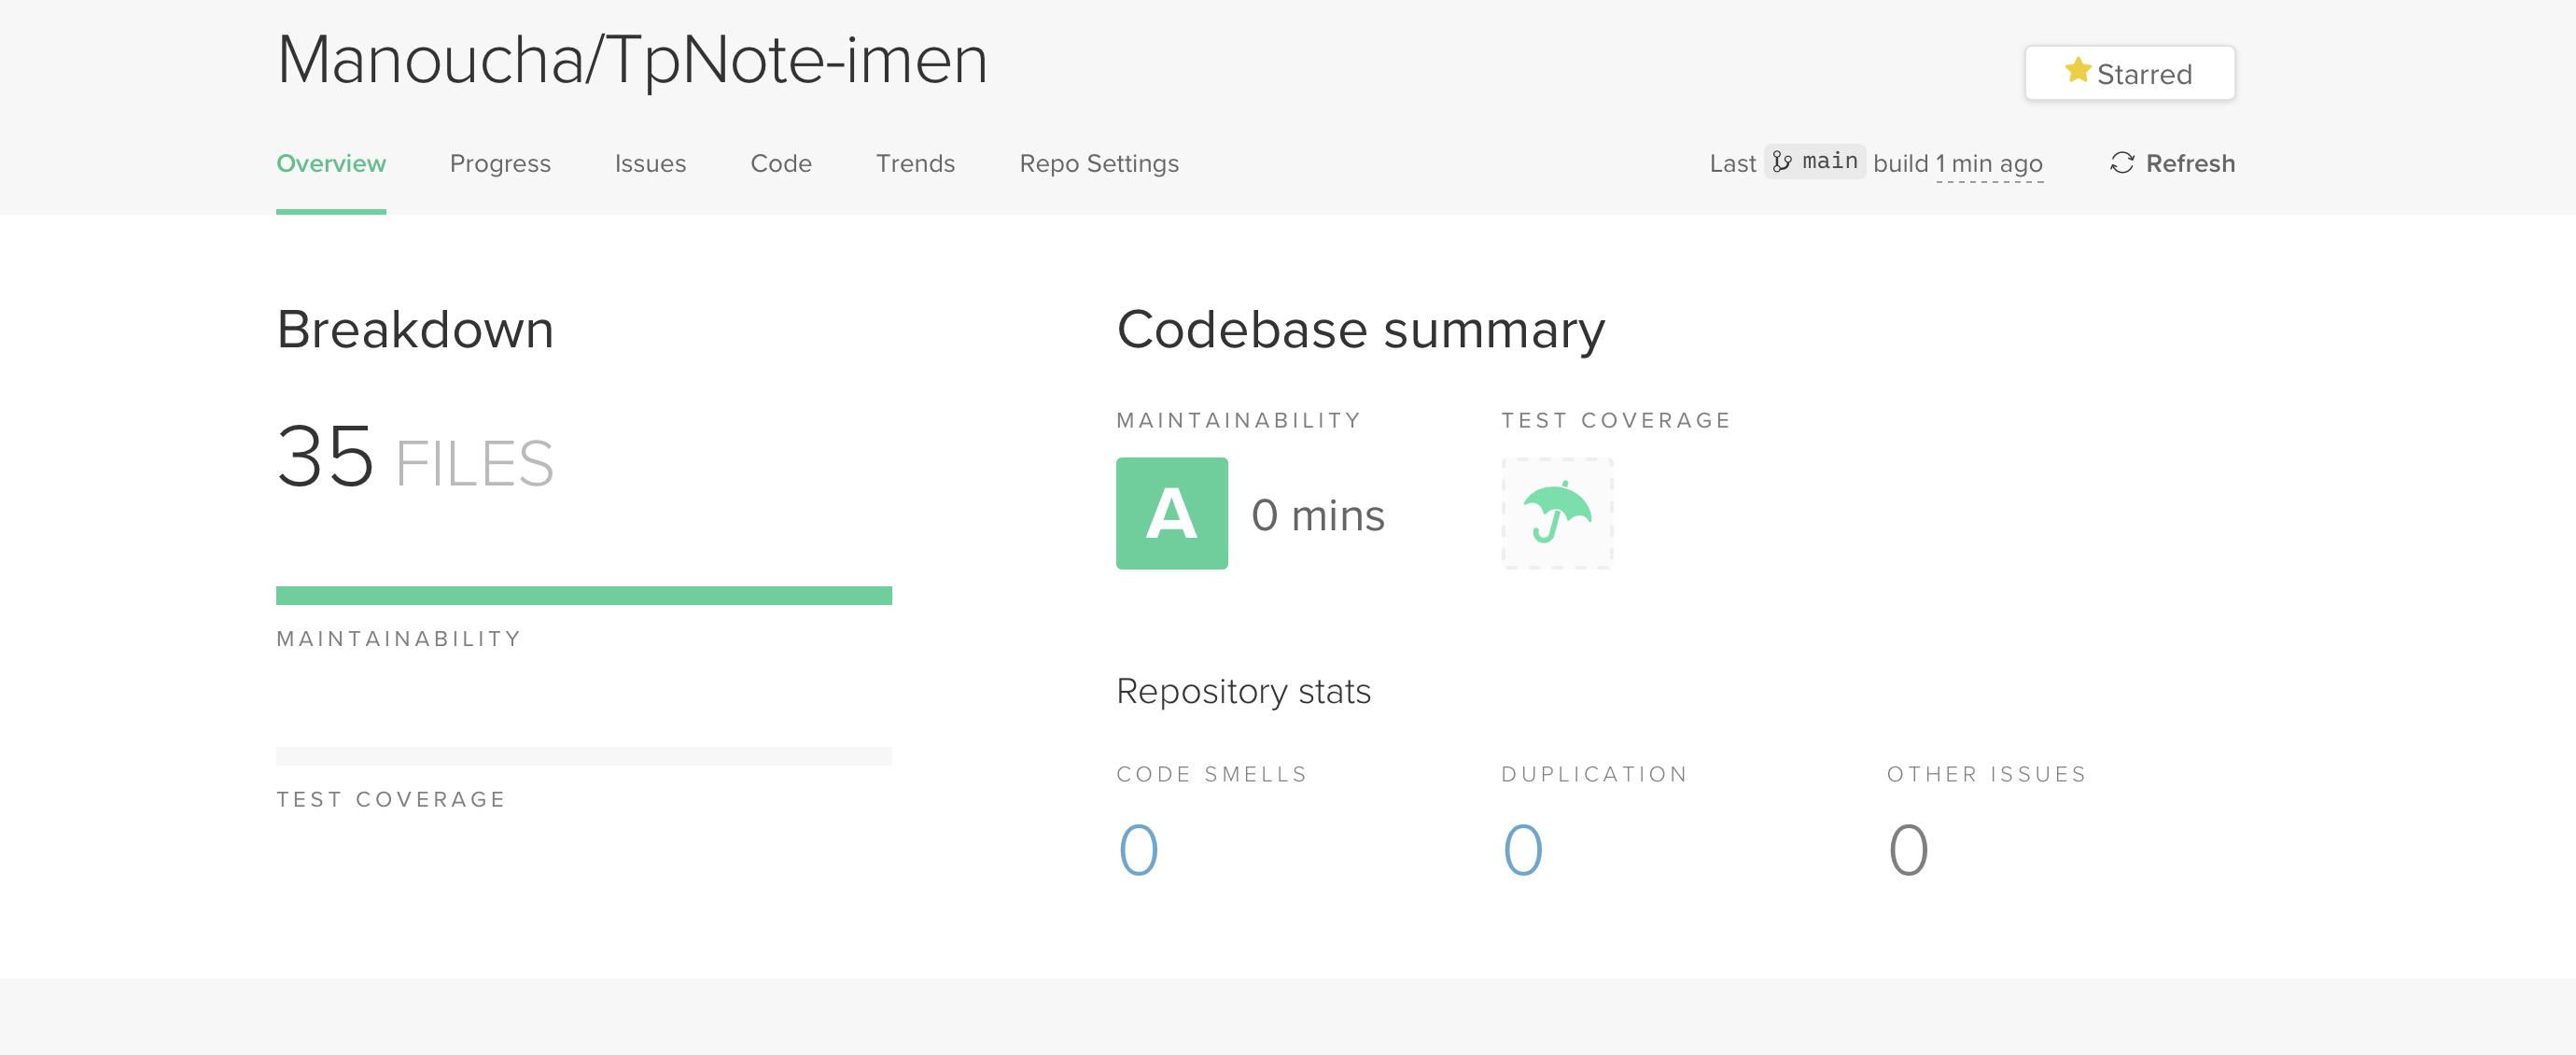 Manoucha/TpNote-imen
Starred
Overview Progress Issues Code Trends Repo Settings
Last main build 1 min ago Refresh
Breakdown
35 FILES
MAINTAINABILITY
TEST COVERAGE
Codebase summary
MAINTAINABILITY TEST COVERAGE
A 0 mins
Repository stats
CODE SMELLS DUPLICATION OTHER ISSUES
0 0 0